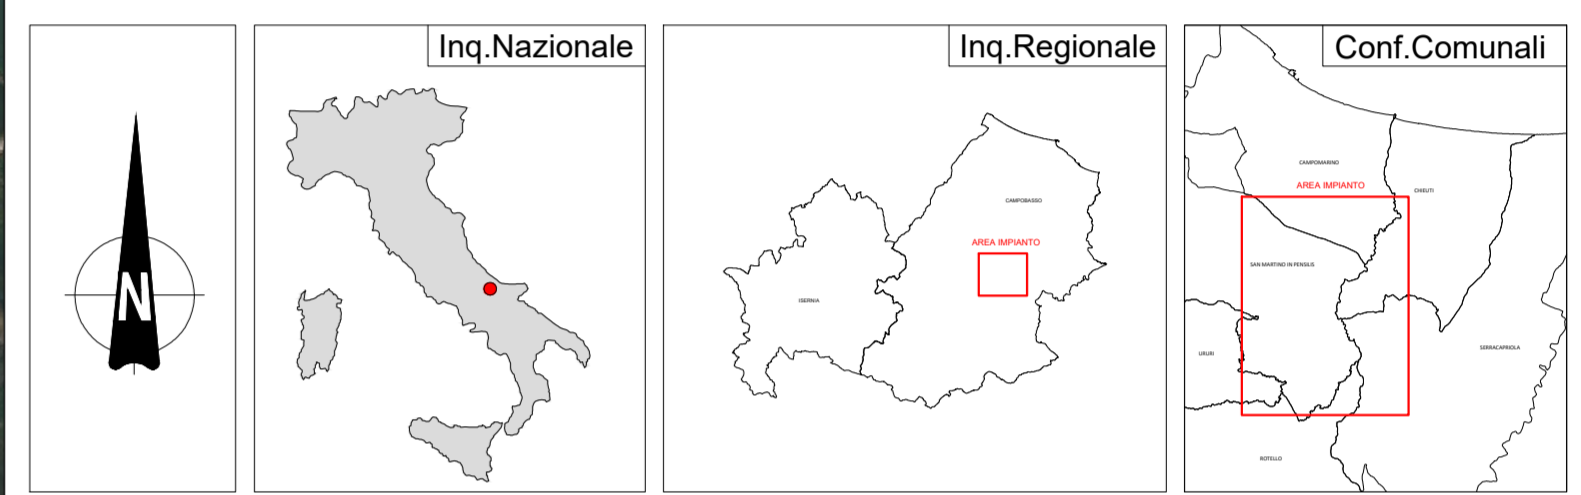 N
Inq.Nazionale
Inq.Regionale
CAMPOBASSO
AREA IMPIANTO
ISERNIA
Conf.Comunali
CAMPOMARINO
AREA IMPIANTO
CHIEUTI
SAN MARTINO IN PENSILIS
URURI
SERRACAPRIOLA
ROTELLO